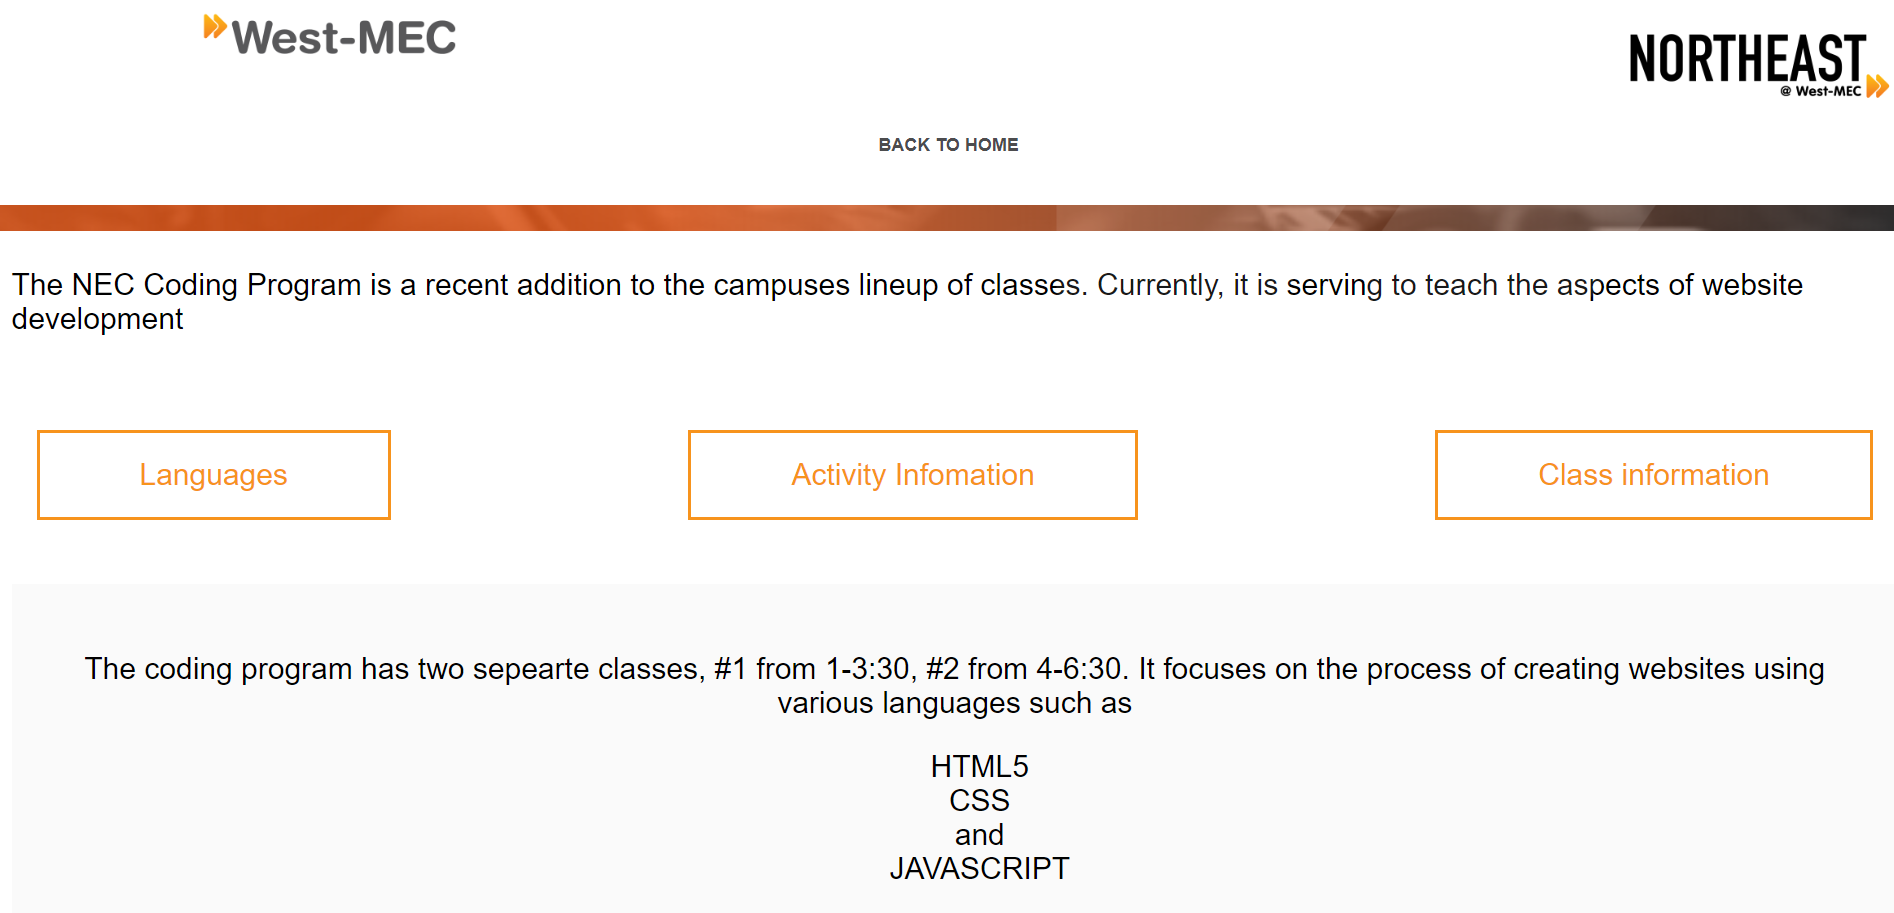 West-MEC
NORTHEAST
@ West-MEC
BACK TO HOME
The NEC Coding Program is a recent addition to the campuses lineup of classes. Currently, it is serving to teach the aspects of website
development
Languages
Activity Infomation
Class information
The coding program has two sepearte classes, #1 from 1-3:30, #2 from 4-6:30. It focuses on the process of creating websites using
various languages such as
HTML5
CSS
and
JAVASCRIPT